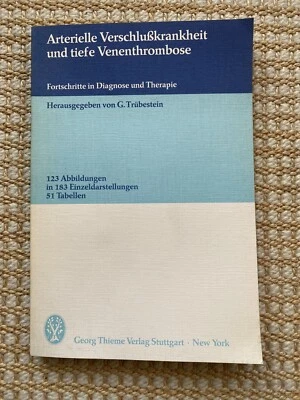 Arterielle Verschlußkrankheit
und tiefe Venenthrombose
Fortschritte in Diagnose und Therapie
Herausgegeben von G. Trübestein
123 Abbildungen
in 183 Einzeldarstellungen
51 Tabellen
Georg Thieme Verlag Stuttgart · New York